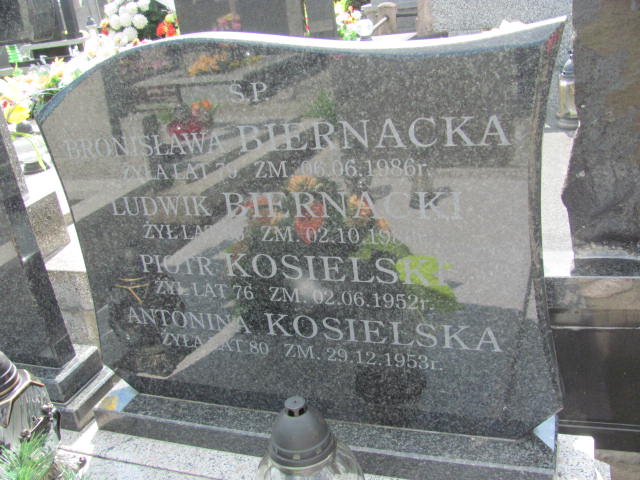 Ś.P.
BRONISŁAWA BIERNACKA
ŻYŁA LAT 79 ZM. 06.06.1986r.
LUDWIK BIERNACKI
ŻYŁ LAT ZM. 02.10
PIOTR KOSIELSKI
ŻYŁ LAT 76 ZM. 02.06.1952r.
ANTONINA KOSIELSKA
ŻYŁA LAT 80 ZM. 29.12.1953r.